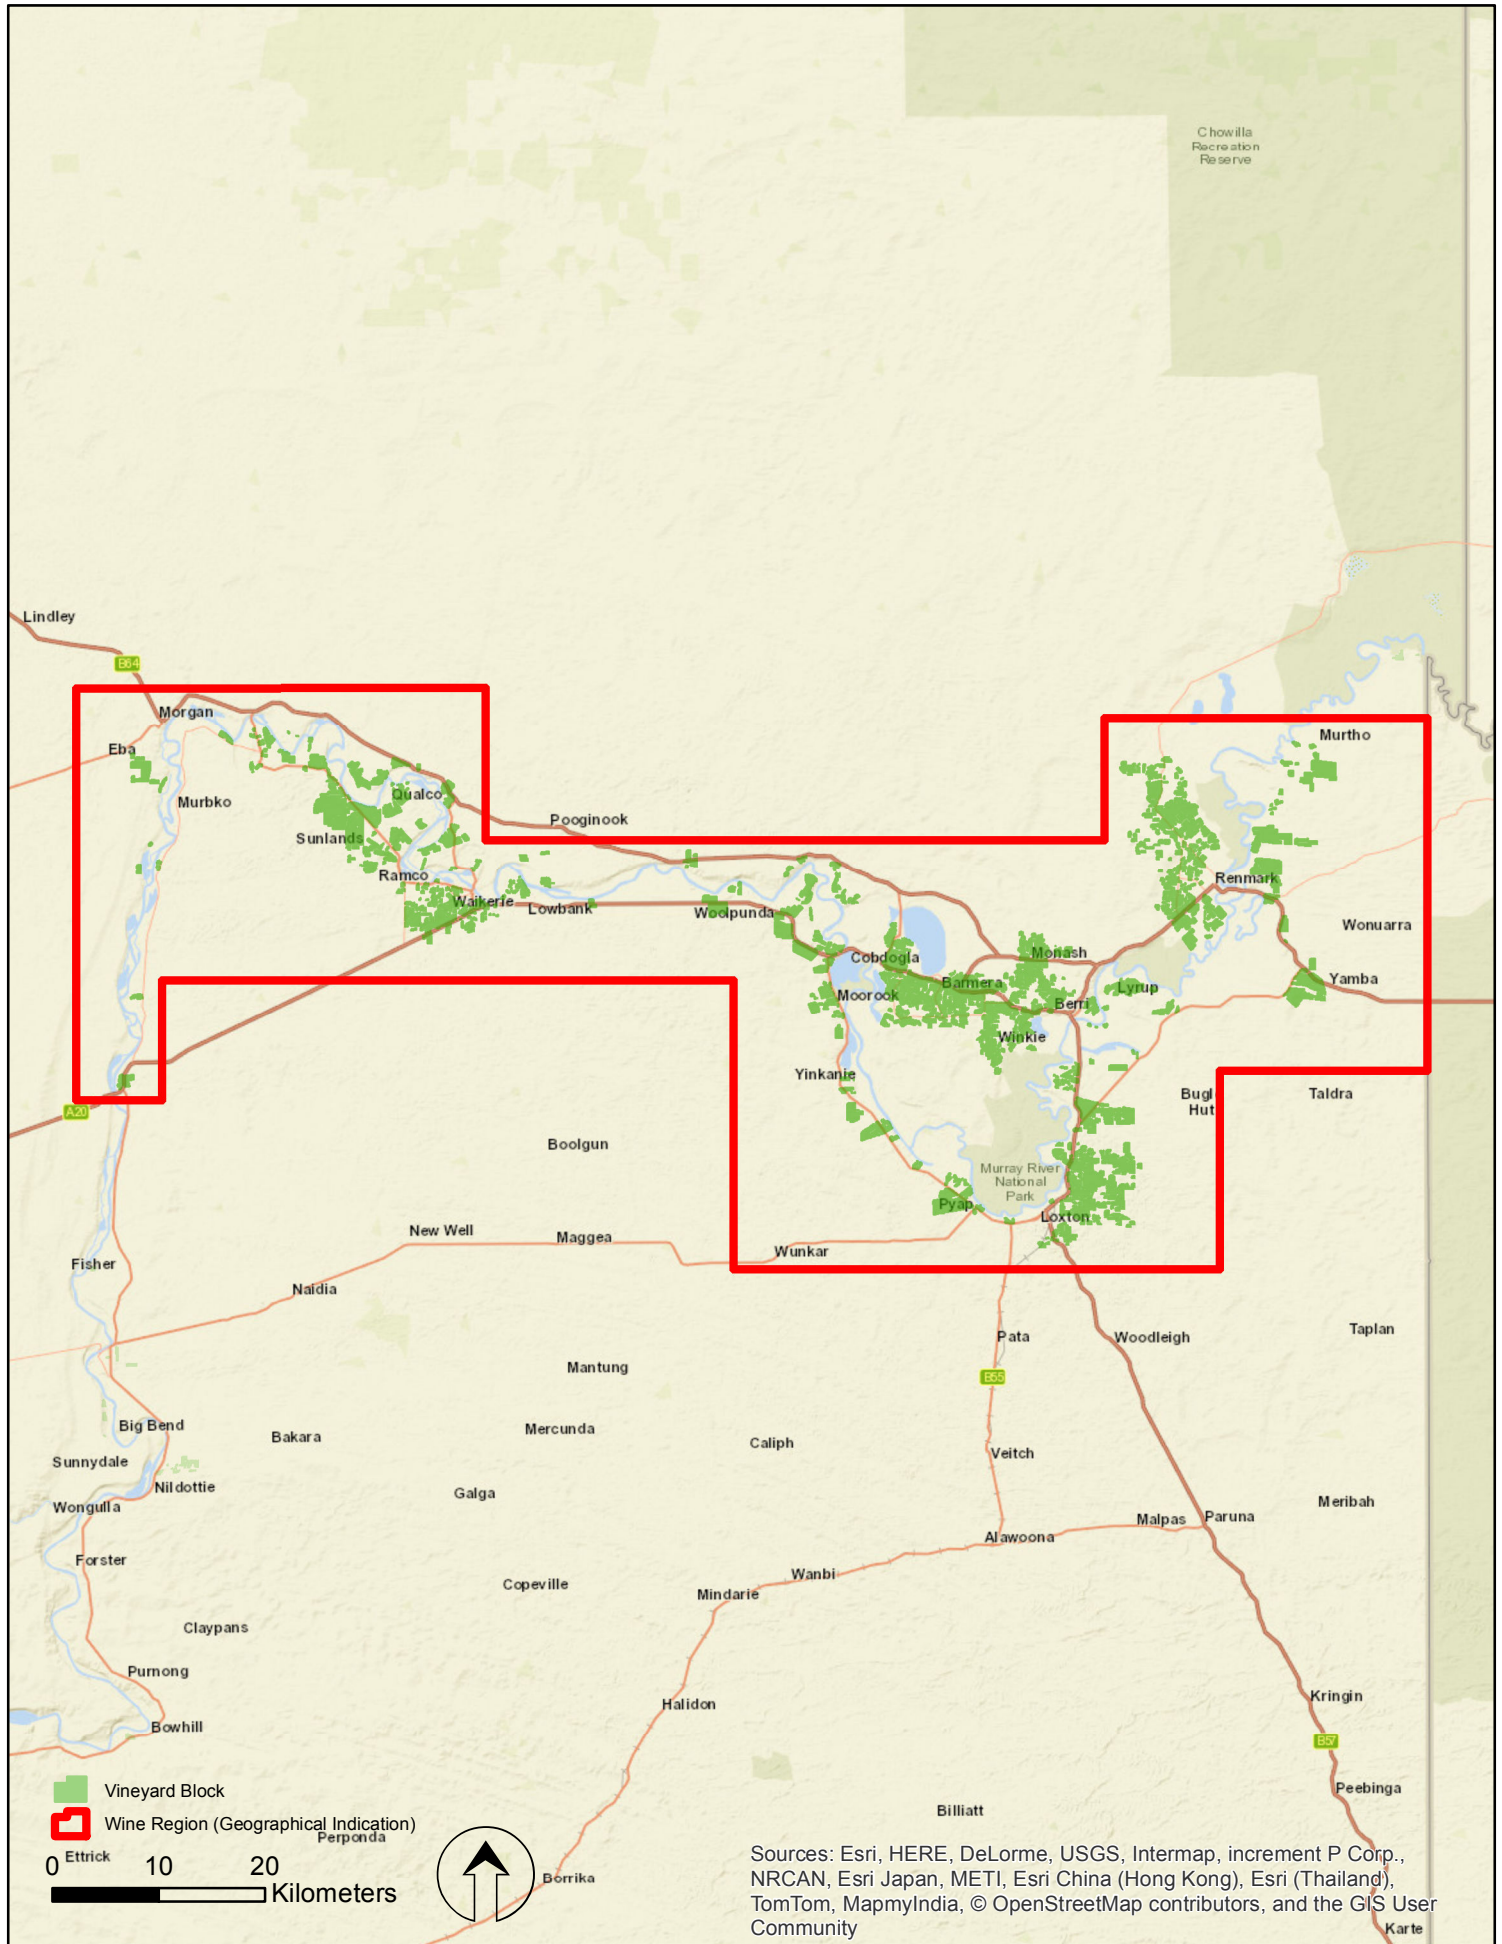 Chowilla
Recreation
Reserve
Lindley
B64
Morgan
Murtho
Eba
Qualco
Murbko
Pooginook
Sunlands
Ramco
Renmark
Waikerie
Lowbank
Woolpunda
Wonuarra
Monash
Cobdogla
Yamba
Barmera
Lyrup
Moorook
Berri
Winkie
Yinkanie
Bugl
Hut
Taldra
A20
Boolgun
Murray River
National
Park
Pyap
Loxton
New Well
Maggea
Wunkar
Fisher
Naidia
Taplan
Pata
Woodleigh
Mantung
B55
Big Bend
Mercunda
Bakara
Caliph
Veitch
Sunnydale
Nildottie
Galga
Meribah
Wongulla
Malpas
Paruna
Alawoona
Forster
Wanbi
Copeville
Mindarie
Claypans
Purnong
Kringin
Halidon
Bowhill
B57
Peebinga
Vineyard Block
Billiatt
Wine Region (Geographical Indication)
Perponda
Ettrick
0 10 20
Kilometers
Borrika
Sources: Esri, HERE, DeLorme, USGS, Intermap, increment P Corp.,
NRCAN, Esri Japan, METI, Esri China (Hong Kong), Esri (Thailand),
TomTom, MapmyIndia, © OpenStreetMap contributors, and the GIS User
Community
Karte